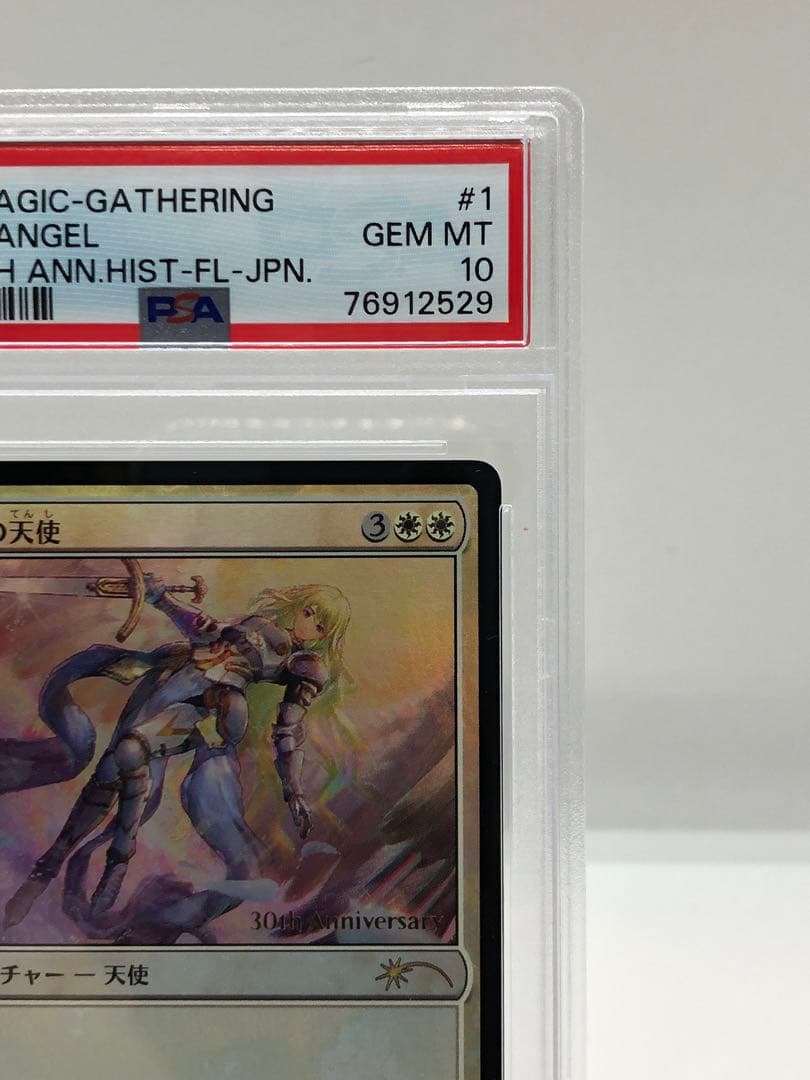 AGIC-GATHERING #1
ANGEL GEM MT
H ANN.HIST-FL-JPN. 10
PSA 76912529
てんし
の天使 3
30th Anniversary
チャー — 天使